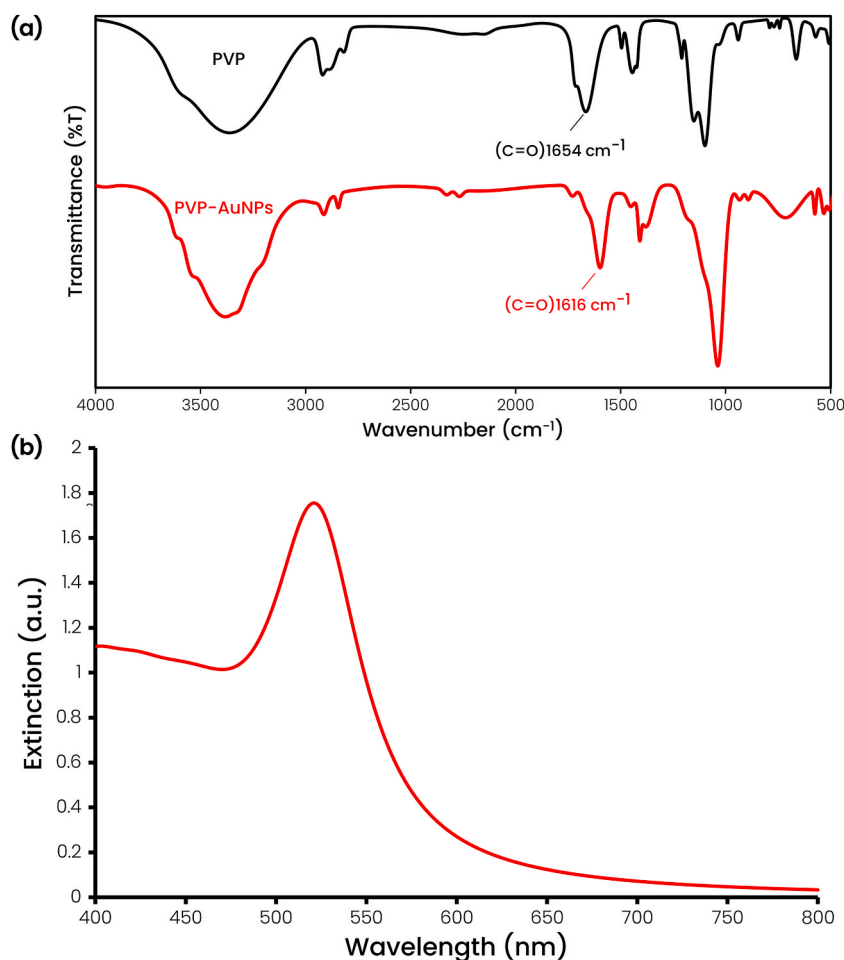 (a)
PVP
(C=O)1654 cm⁻¹
PVP-AuNPs
(C=O)1616 cm⁻¹
Transmittance (%T)
4000 3500 3000 2500 2000 1500 1000 500
Wavenumber (cm⁻¹)
(b)
2
1.8
1.6
1.4
1.2
1
0.8
0.6
0.4
0.2
0
Extinction (a.u.)
400 450 500 550 600 650 700 750 800
Wavelength (nm)